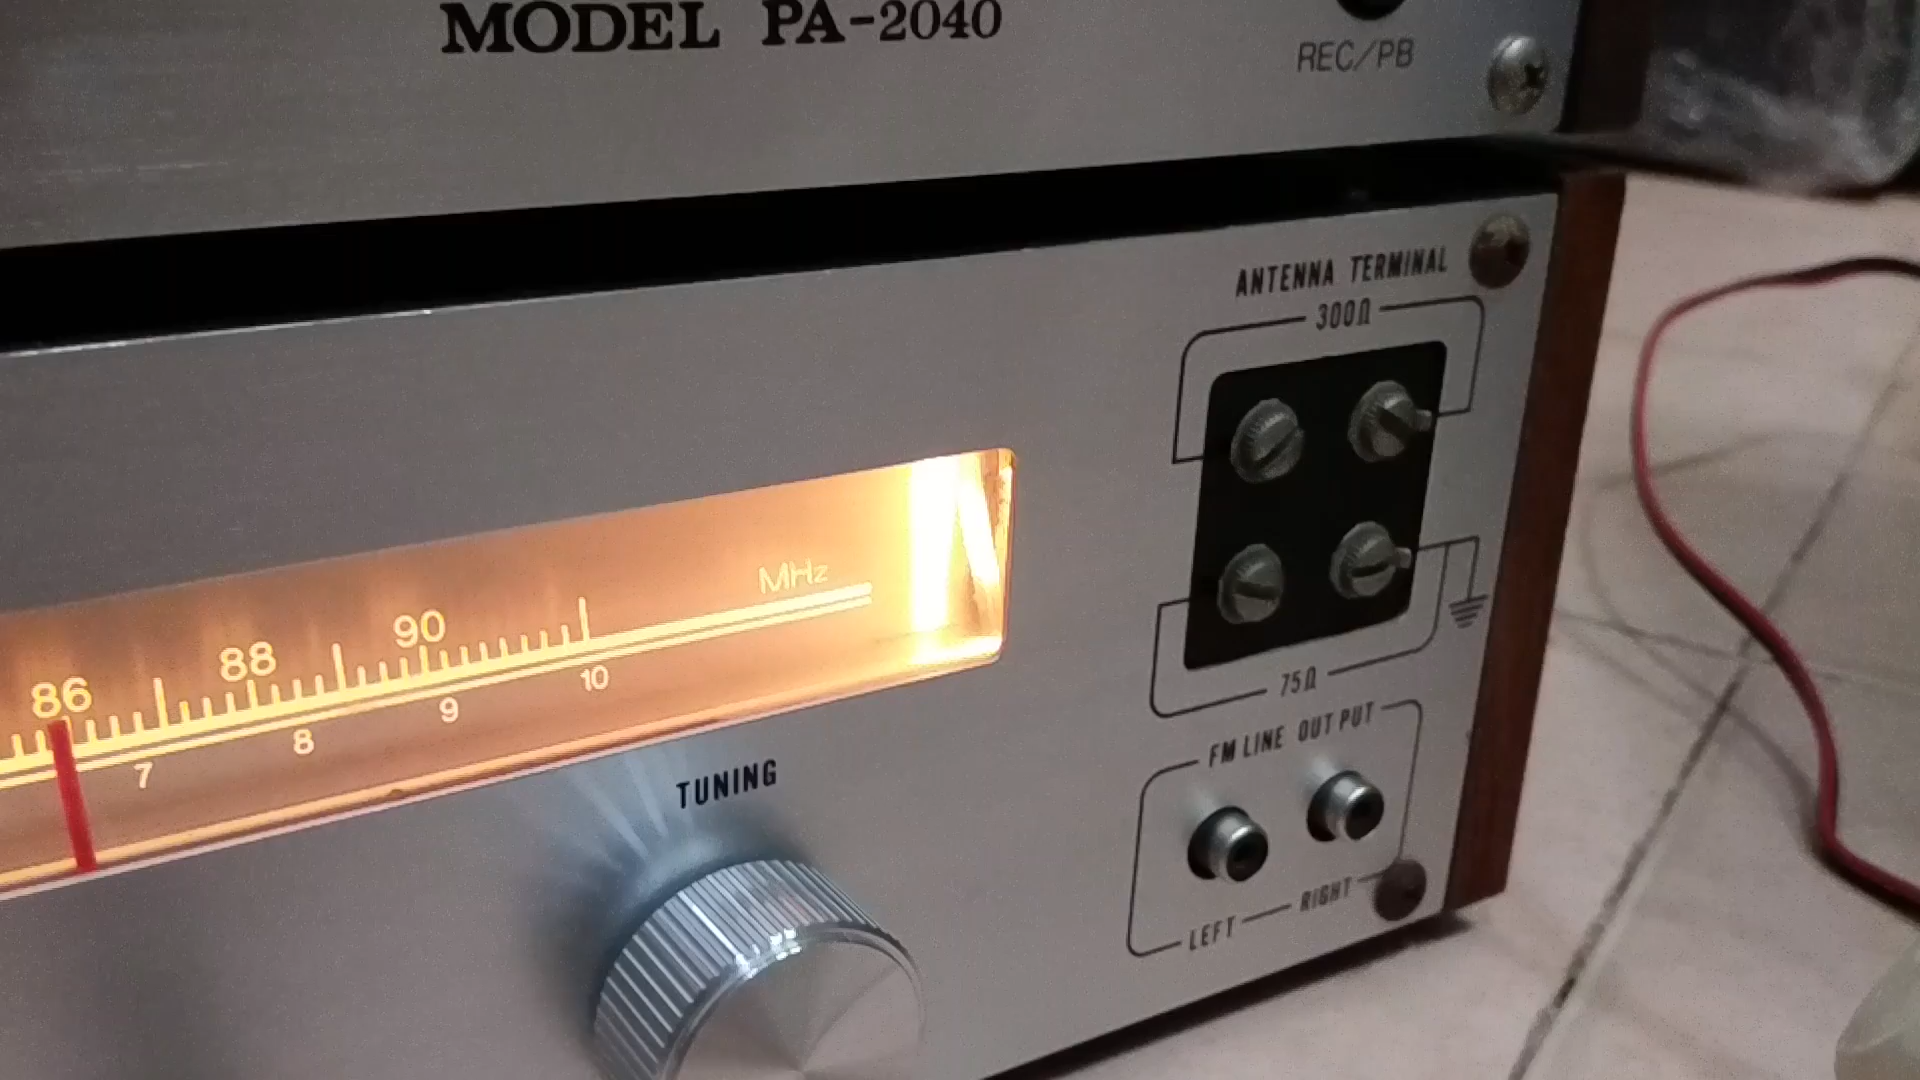 MODEL PA-2040
REC/PB
ANTENNA TERMINAL
300Ω
MHz
86 88 90
7 8 9 10
75Ω
TUNING
FM LINE OUT PUT
LEFT RIGHT